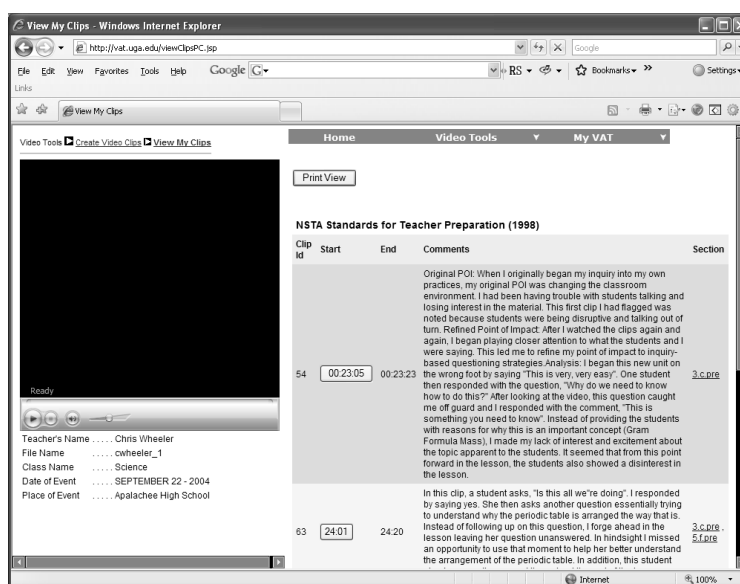 View My Clips - Windows Internet Explorer
http://vat.uga.edu/viewClipsPC.jsp
Google
File Edit View Favorites Tools Help
Google G
RS
Bookmarks
Settings
Links
View My Clips
Video Tools Create Video Clips View My Clips
Home Video Tools My VAT
Print View
NSTA Standards for Teacher Preparation (1998)
Clip Id Start End Comments Section
Original POI: When I originally began my inquiry into my own
practices, my original POI was changing the classroom
environment. I had been having trouble with students talking and
losing interest in the material. This first clip I had flagged was
noted because students were being disruptive and talking out of
turn. Refined Point of Impact: After I watched the clips again and
again, I began playing closer attention to what the students and I
were saying. This led me to refine my point of impact to inquiry-
based questioning strategies.Analysis: I began this new unit on
54 00:23:05 00:23:23 the wrong foot by saying "This is very, very easy". One student 3.c.pre
then responded with the question, "Why do we need to know
how to do this?" After looking at the video, this question caught
me off guard and I responded with the comment, "This is
something you need to know". Instead of providing the students
with reasons for why this is an important concept (Gram
Formula Mass), I made my lack of interest and excitement about
the topic apparent to the students. It seemed that from this point
forward in the lesson, the students also showed a disinterest in
the lesson.
Ready
Teacher's Name ..... Chris Wheeler
File Name ..... cwheeler_1
Class Name ..... Science
Date of Event ..... SEPTEMBER 22 - 2004
Place of Event ..... Apalachee High School
In this clip, a student asks, "Is this all we"re doing". I responded
by saying yes. She then asks another question essentially trying
to understand why the periodic table is arranged the way that is.
63 24:01 24:20 Instead of following up on this question, I forge ahead in the 3.c.pre ,
lesson leaving her question unanswered. In hindsight I missed 5.f.pre
an opportunity to use that moment to help her better understand
the arrangement of the periodic table. In addition, this student
Internet 100%